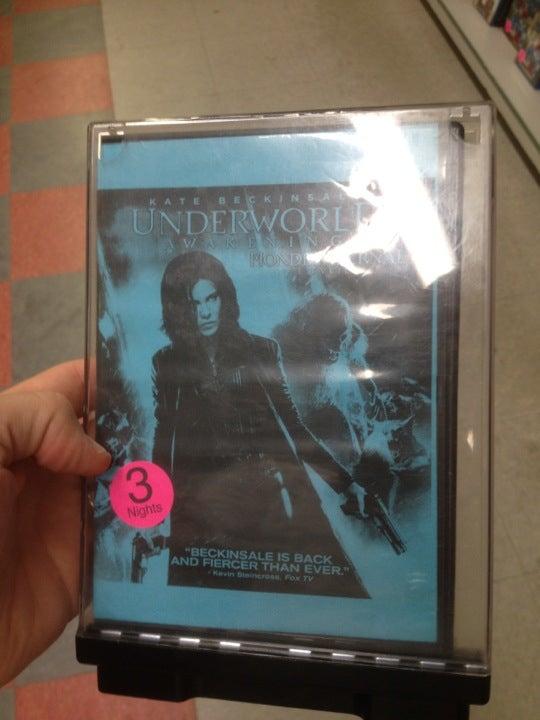 KATE BECKINSALE
UNDERWORLD
AWAKENING
3
Nights
"BECKINSALE IS BACK
AND FIERCER THAN EVER."
- Kevin Steincross, Fox TV